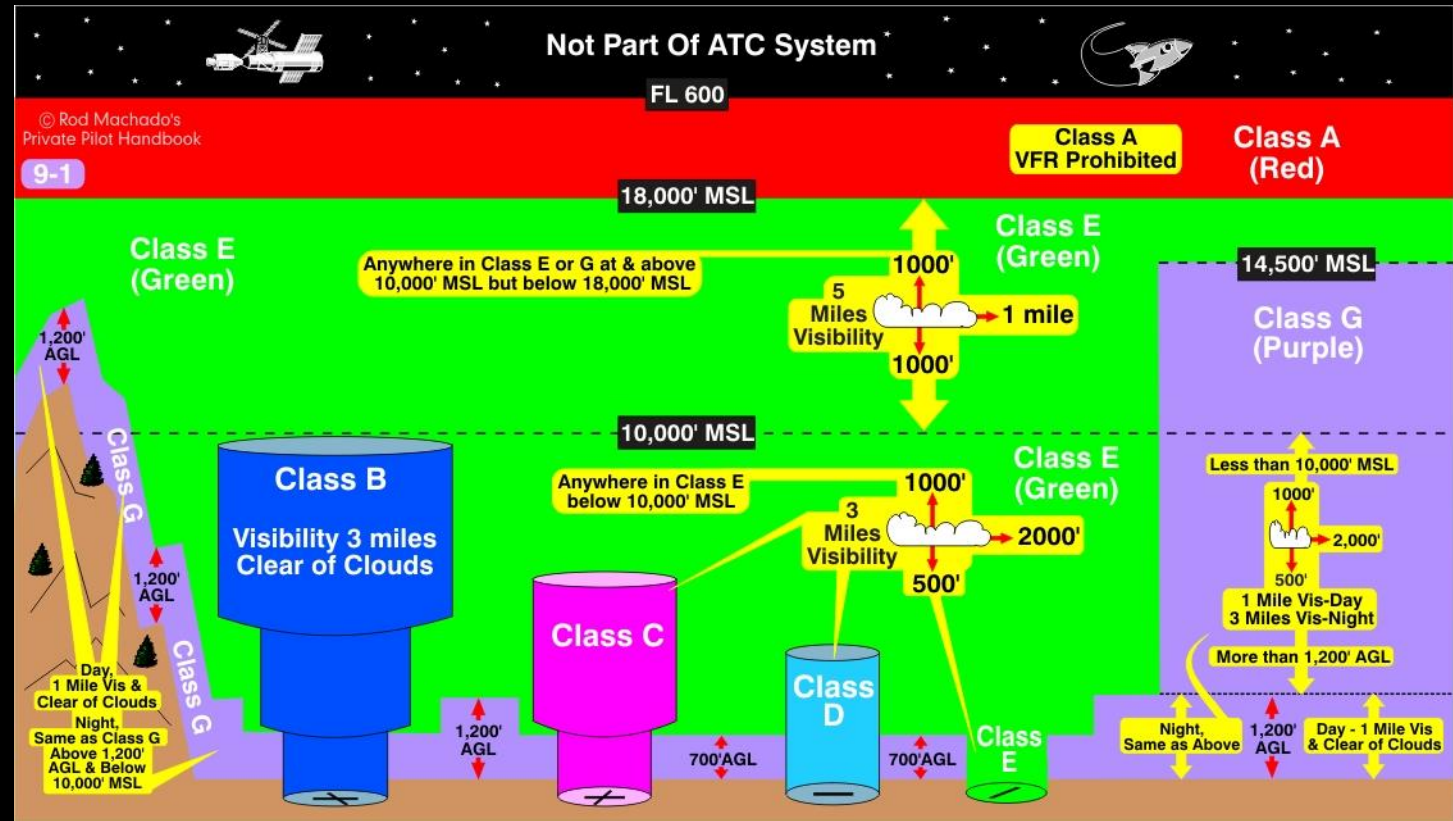 Not Part Of ATC System
FL 600
© Rod Machado's
Private Pilot Handbook
9-1
Class A
VFR Prohibited
Class A
(Red)
18,000' MSL
Class E
(Green)
Anywhere in Class E or G at & above
10,000' MSL but below 18,000' MSL
1000'
5
Miles
Visibility
1 mile
1000'
Class E
(Green)
14,500' MSL
Class G
(Purple)
1,200'
AGL
Class G
1,200'
AGL
Class G
10,000' MSL
Class B
Visibility 3 miles
Clear of Clouds
Anywhere in Class E
below 10,000' MSL
1000'
3
Miles
Visibility
2000'
500'
Class E
(Green)
Less than 10,000' MSL
1000'
2,000'
500'
1 Mile Vis-Day
3 Miles Vis-Night
More than 1,200' AGL
Class C
Class
D
Class
E
Day,
1 Mile Vis &
Clear of Clouds
Night,
Same as Class G
Above 1,200'
AGL & Below
10,000' MSL
1,200'
AGL
700'AGL
700'AGL
Night,
Same as Above
1,200'
AGL
Day - 1 Mile Vis
& Clear of Clouds